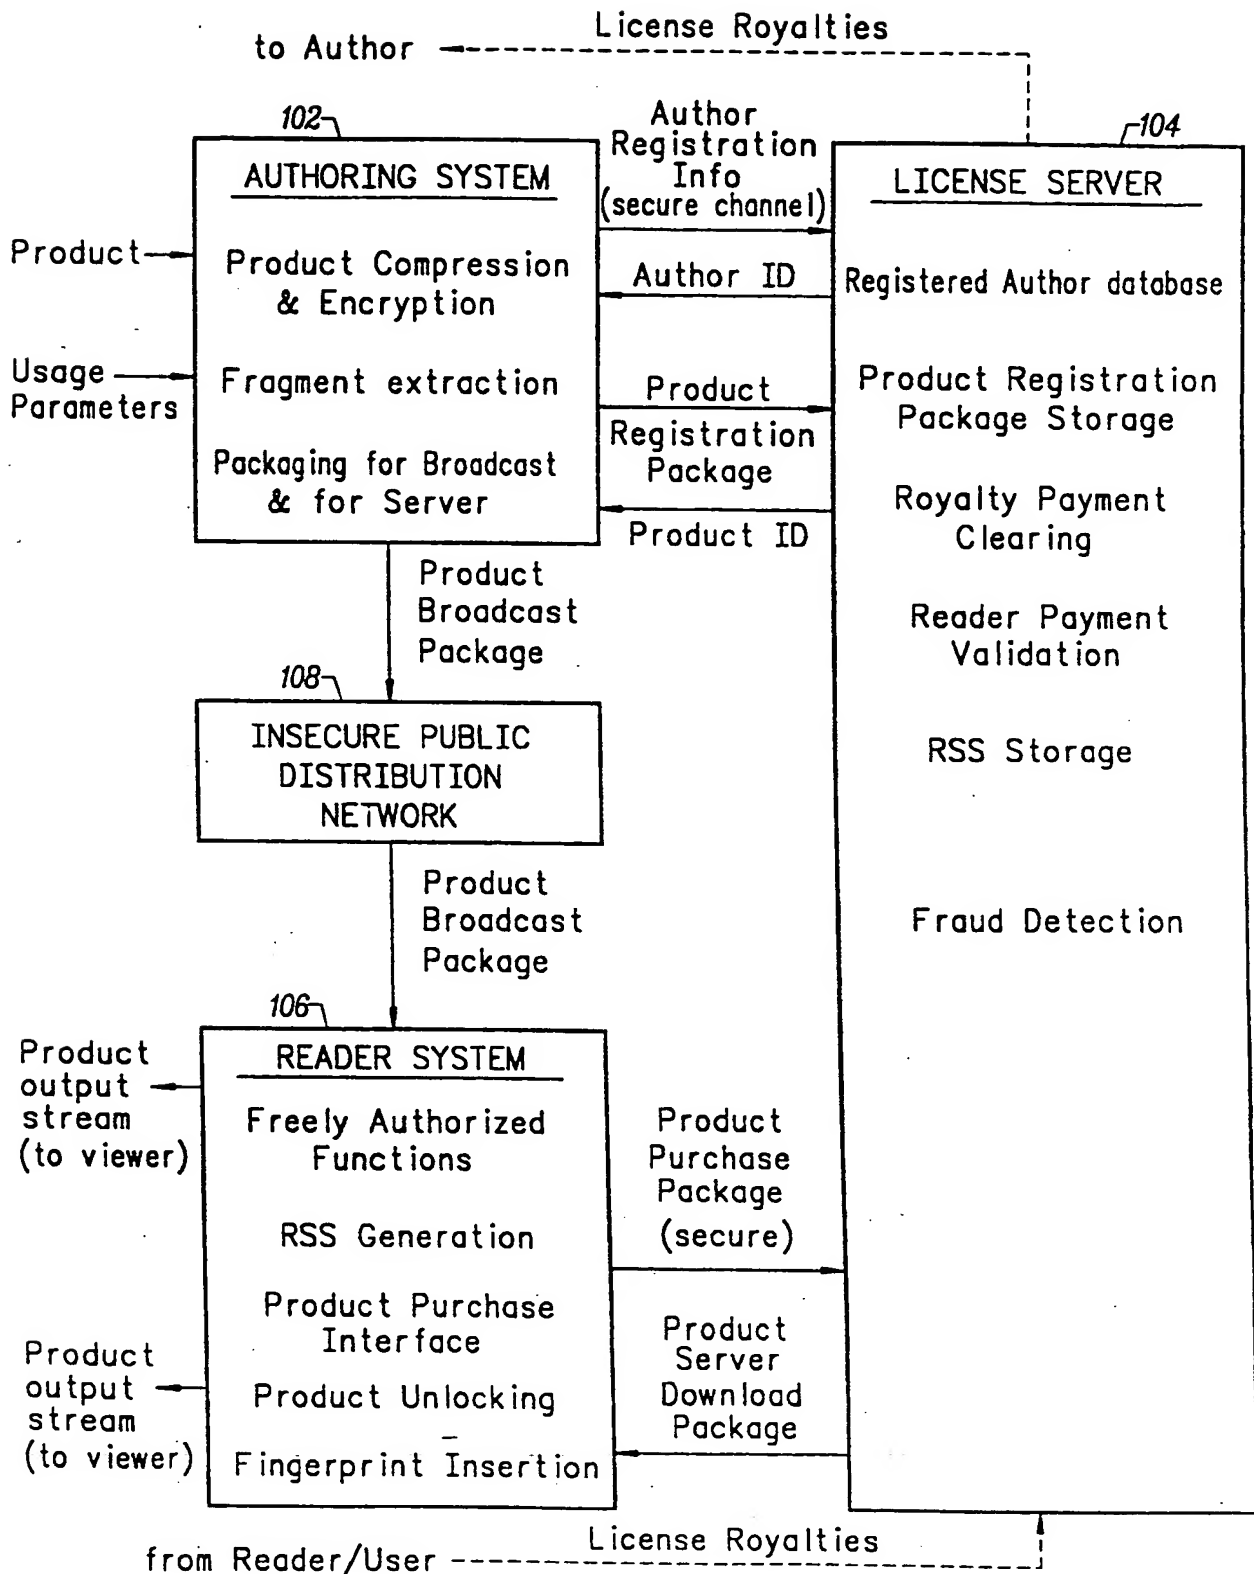 License Royalties
to Author
102
AUTHORING SYSTEM
Product Compression
& Encryption
Fragment extraction
Packaging for Broadcast
& for Server
Product
Usage
Parameters
Author
Registration
Info
(secure channel)
Author ID
Product
Registration
Package
Product ID
104
LICENSE SERVER
Registered Author database
Product Registration
Package Storage
Royalty Payment
Clearing
Reader Payment
Validation
RSS Storage
Fraud Detection
Product
Broadcast
Package
108
INSECURE PUBLIC
DISTRIBUTION
NETWORK
Product
Broadcast
Package
106
READER SYSTEM
Freely Authorized
Functions
RSS Generation
Product Purchase
Interface
Product Unlocking
Fingerprint Insertion
Product
output
stream
(to viewer)
Product
output
stream
(to viewer)
Product
Purchase
Package
(secure)
Product
Server
Download
Package
License Royalties
from Reader/User